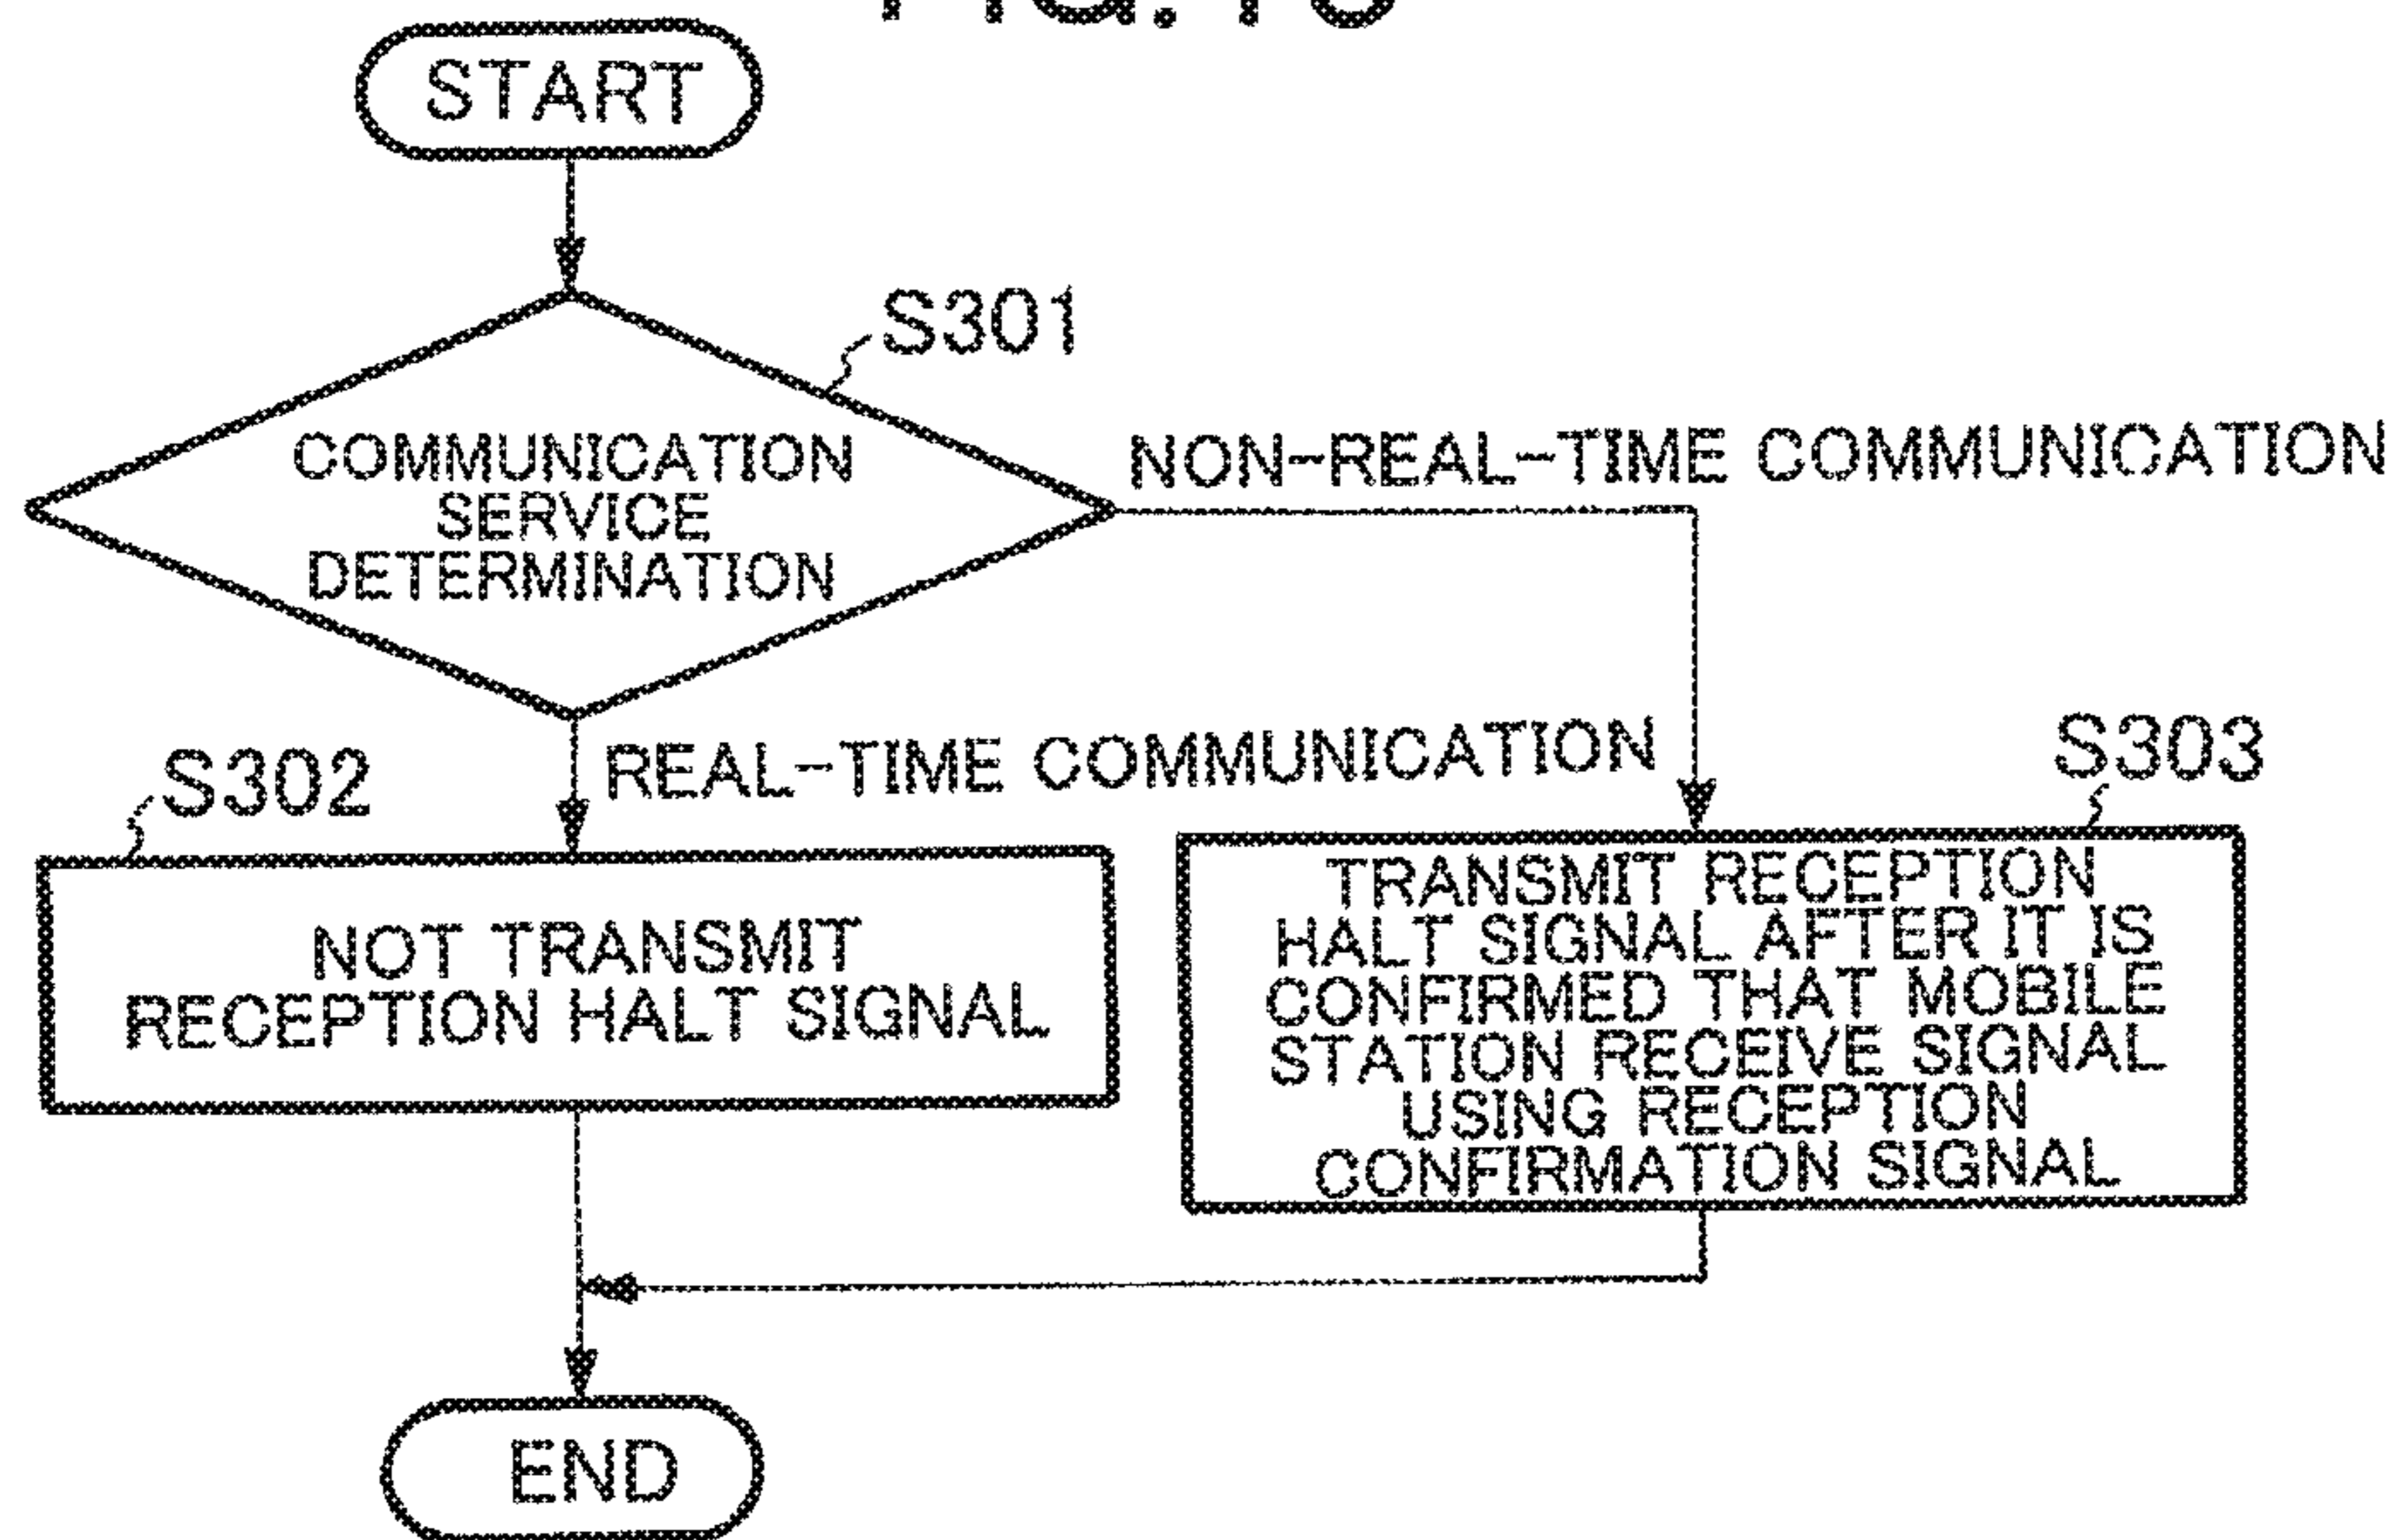 START
S301
COMMUNICATION
SERVICE
DETERMINATION
NON-REAL-TIME COMMUNICATION
REAL-TIME COMMUNICATION
S302
NOT TRANSMIT
RECEPTION HALT SIGNAL
S303
TRANSMIT RECEPTION
HALT SIGNAL AFTER IT IS
CONFIRMED THAT MOBILE
STATION RECEIVE SIGNAL
USING RECEPTION
CONFIRMATION SIGNAL
END